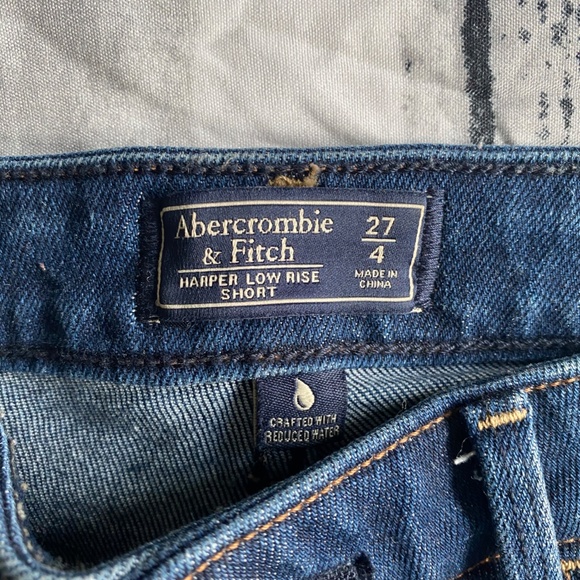 Abercrombie
& Fitch
HARPER LOW RISE
SHORT
27
4
MADE IN
CHINA
CRAFTED WITH
REDUCED WATER